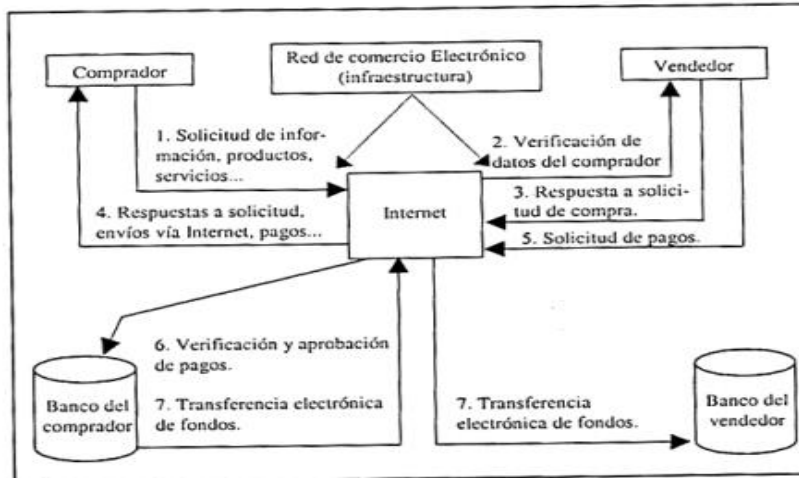 Red de comercio Electrónico
(infraestructura)
Comprador
Vendedor
1. Solicitud de infor-
mación, productos,
servicios...
2. Verificación de
datos del comprador
3. Respuesta a solici-
tud de compra.
4. Respuestas a solicitud,
envíos vía Internet, pagos...
Internet
5. Solicitud de pagos.
6. Verificación y aprobación
de pagos.
7. Transferencia electrónica
de fondos.
7. Transferencia
electrónica de fondos.
Banco del
comprador
Banco del
vendedor